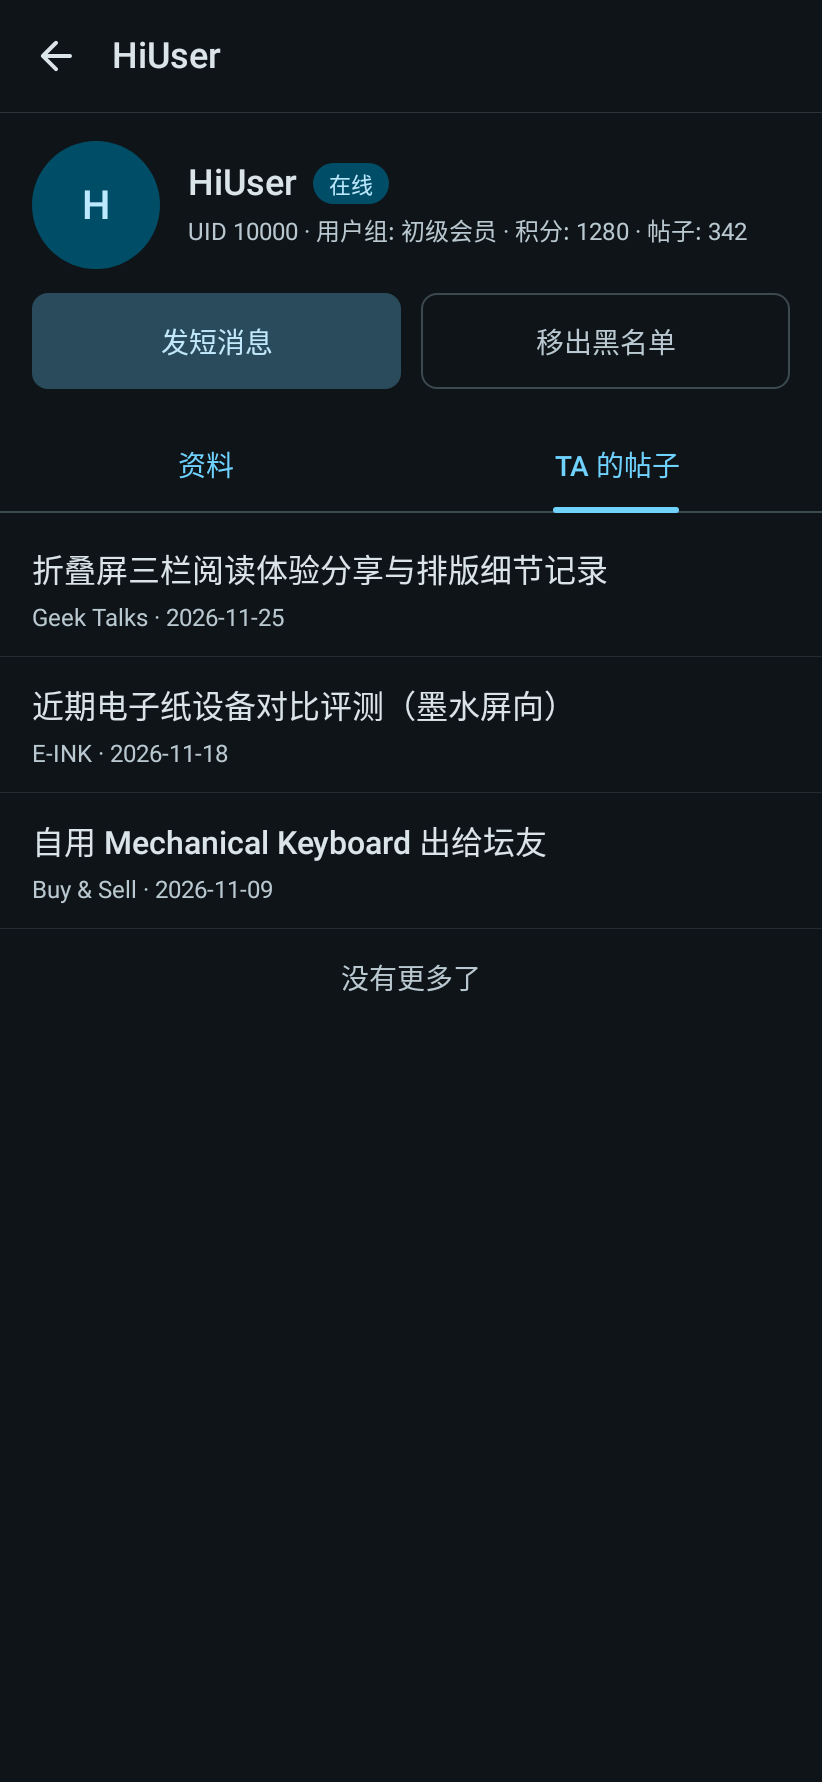 HiUser
H
HiUser 在线
UID 10000 · 用户组: 初级会员 · 积分: 1280 · 帖子: 342
发短消息 移出黑名单
资料 TA 的帖子
折叠屏三栏阅读体验分享与排版细节记录
Geek Talks · 2026-11-25
近期电子纸设备对比评测（墨水屏向）
E-INK · 2026-11-18
自用 Mechanical Keyboard 出给坛友
Buy & Sell · 2026-11-09
没有更多了